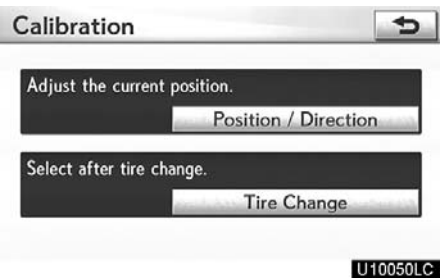 Calibration
Adjust the current position.
Position / Direction
Select after tire change.
Tire Change
U10050LC